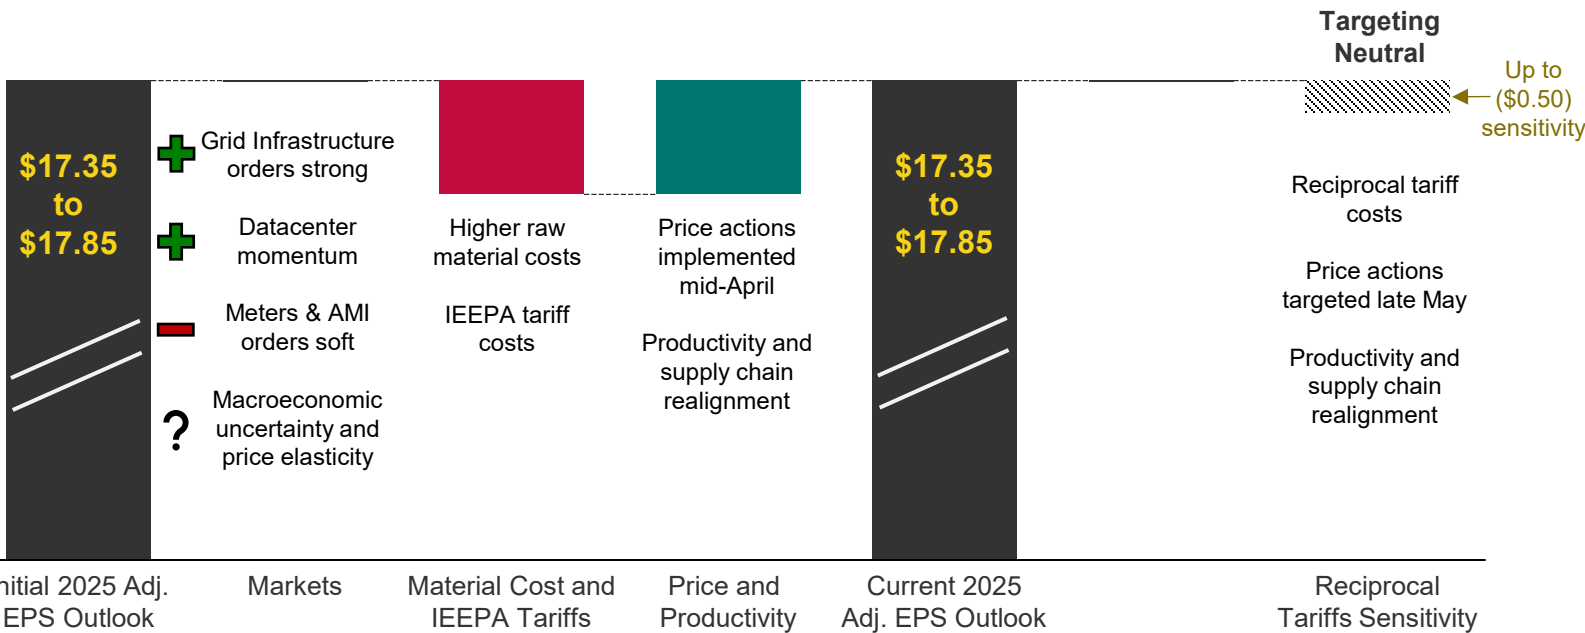 Targeting
Neutral
Up to
($0.50)
sensitivity
$17.35
to
$17.85
Grid Infrastructure
orders strong
Datacenter
momentum
Meters & AMI
orders soft
?
Macroeconomic
uncertainty and
price elasticity
Higher raw
material costs
IEEPA tariff
costs
Price actions
implemented
mid-April
Productivity and
supply chain
realignment
$17.35
to
$17.85
Reciprocal tariff
costs
Price actions
targeted late May
Productivity and
supply chain
realignment
nitial 2025 Adj.
EPS Outlook
Markets
Material Cost and
IEEPA Tariffs
Price and
Productivity
Current 2025
Adj. EPS Outlook
Reciprocal
Tariffs Sensitivity